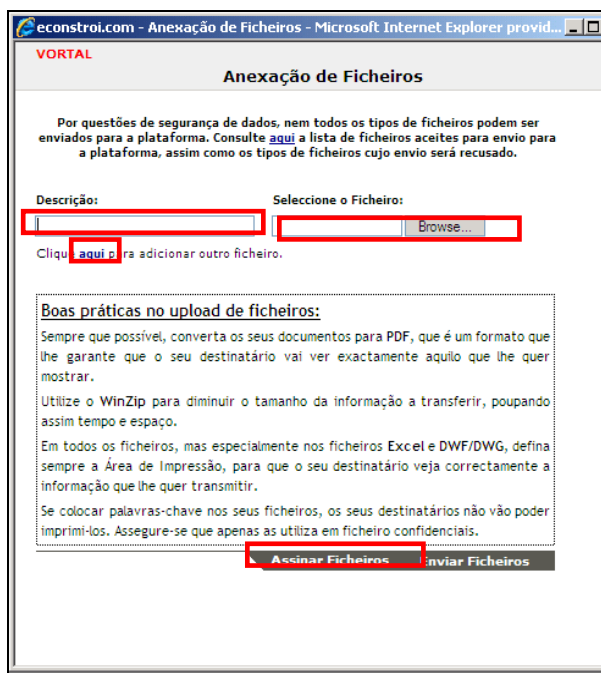 econstroi.com - Anexação de Ficheiros - Microsoft Internet Explorer provid...
VORTAL
Anexação de Ficheiros
Por questões de segurança de dados, nem todos os tipos de ficheiros podem ser
enviados para a plataforma. Consulte aqui a lista de ficheiros aceites para envio para
a plataforma, assim como os tipos de ficheiros cujo envio será recusado.
Descrição: Seleccione o Ficheiro:
Browse...
Clique aqui para adicionar outro ficheiro.
Boas práticas no upload de ficheiros:
Sempre que possível, converta os seus documentos para PDF, que é um formato que
lhe garante que o seu destinatário vai ver exactamente aquilo que lhe quer
mostrar.
Utilize o WinZip para diminuir o tamanho da informação a transferir, poupando
assim tempo e espaço.
Em todos os ficheiros, mas especialmente nos ficheiros Excel e DWF/DWG, defina
sempre a Área de Impressão, para que o seu destinatário veja correctamente a
informação que lhe quer transmitir.
Se colocar palavras-chave nos seus ficheiros, os seus destinatários não vão poder
imprimi-los. Assegure-se que apenas as utiliza em ficheiro confidenciais.
Assinar Ficheiros Enviar Ficheiros